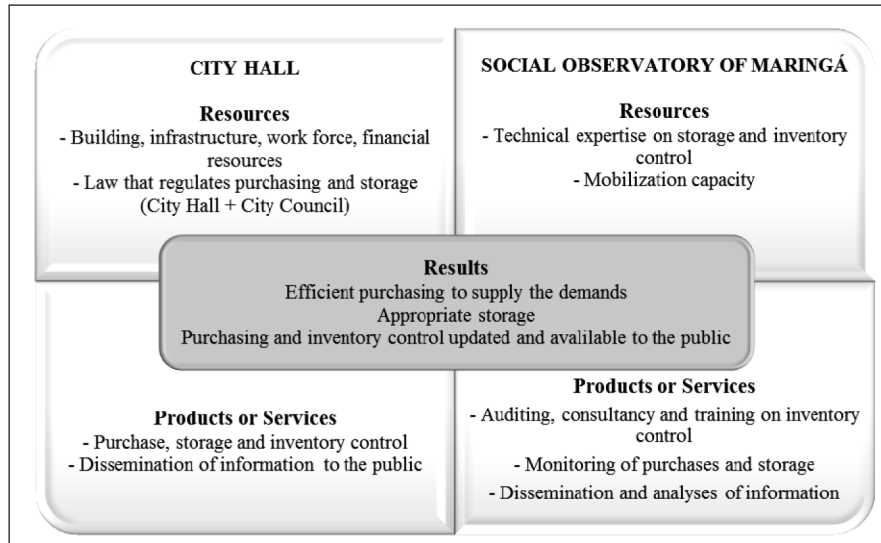 CITY HALL
Resources
- Building, infrastructure, work force, financial
resources
- Law that regulates purchasing and storage
(City Hall + City Council)
SOCIAL OBSERVATORY OF MARINGÁ
Resources
- Technical expertise on storage and inventory
control
- Mobilization capacity
Results
Efficient purchasing to supply the demands
Appropriate storage
Purchasing and inventory control updated and avalilable to the public
Products or Services
- Purchase, storage and inventory control
- Dissemination of information to the public
Products or Services
- Auditing, consultancy and training on inventory
control
- Monitoring of purchases and storage
- Dissemination and analyses of information